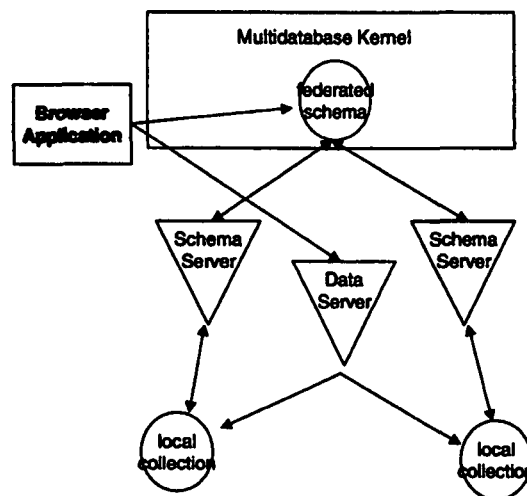 Multidatabase Kernel
federated
schema
Browser
Application
Schema
Server
Schema
Server
Data
Server
local
collection
local
collection